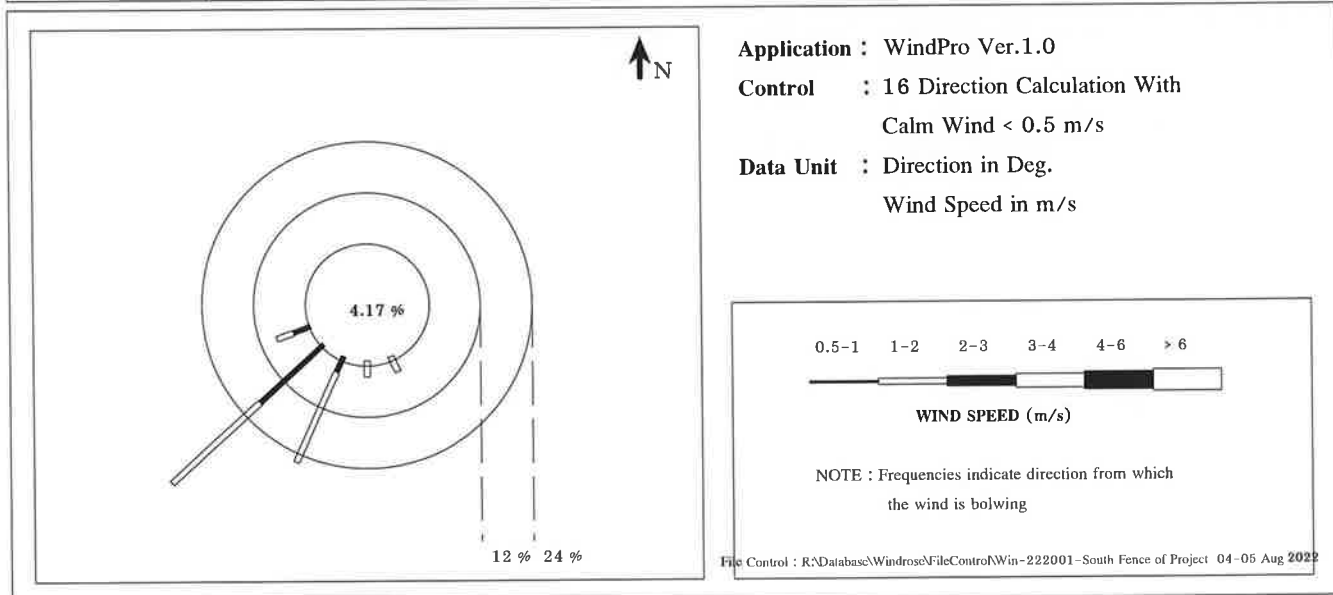 N
4.17 %
12 % 24 %
Application : WindPro Ver.1.0
Control : 16 Direction Calculation With
Calm Wind < 0.5 m/s
Data Unit : Direction in Deg.
Wind Speed in m/s
0.5-1 1-2 2-3 3-4 4-6 > 6
WIND SPEED (m/s)
NOTE : Frequencies indicate direction from which
the wind is bolwing
File Control : R:\Database\Windrose\FileControl\Win-222001-South Fence of Project 04-05 Aug 2022